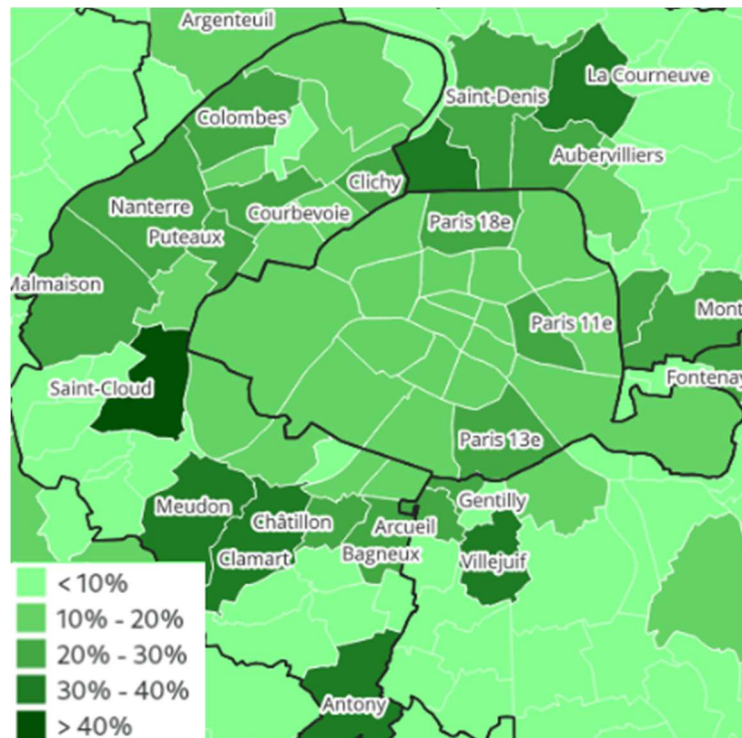 Argenteuil
La Courneuve
Saint-Denis
Colombes
Aubervilliers
Clichy
Nanterre
Courbevoie
Paris 18e
Puteaux
Malmaison
Mont
Paris 11e
Fontenay
Saint-Cloud
Paris 13e
Meudon
Gentilly
Châtillon
Arcueil
Clamart
Bagneux
Villejuif
Antony
< 10%
10% - 20%
20% - 30%
30% - 40%
> 40%